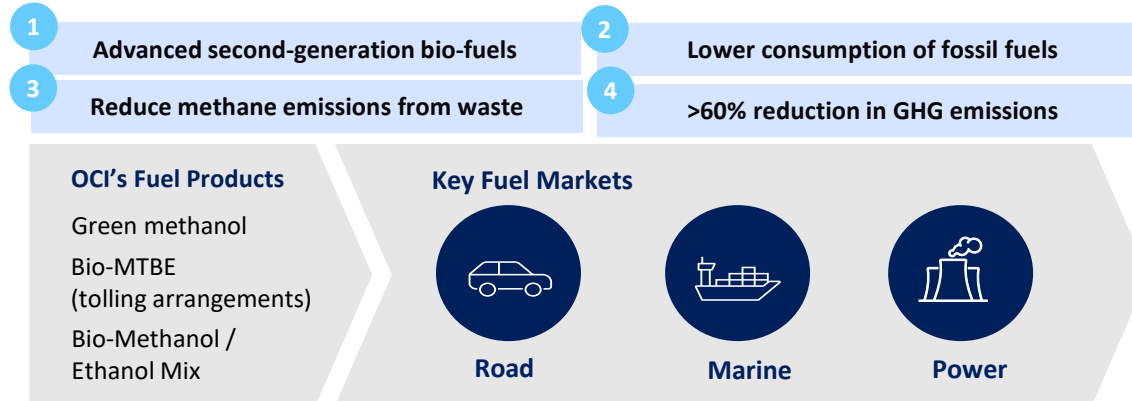 1
Advanced second-generation bio-fuels
2
Lower consumption of fossil fuels
3
Reduce methane emissions from waste
4
>60% reduction in GHG emissions
OCI's Fuel Products
Green methanol
Bio-MTBE
(tolling arrangements)
Bio-Methanol /
Ethanol Mix
Key Fuel Markets
Road
Marine
Power